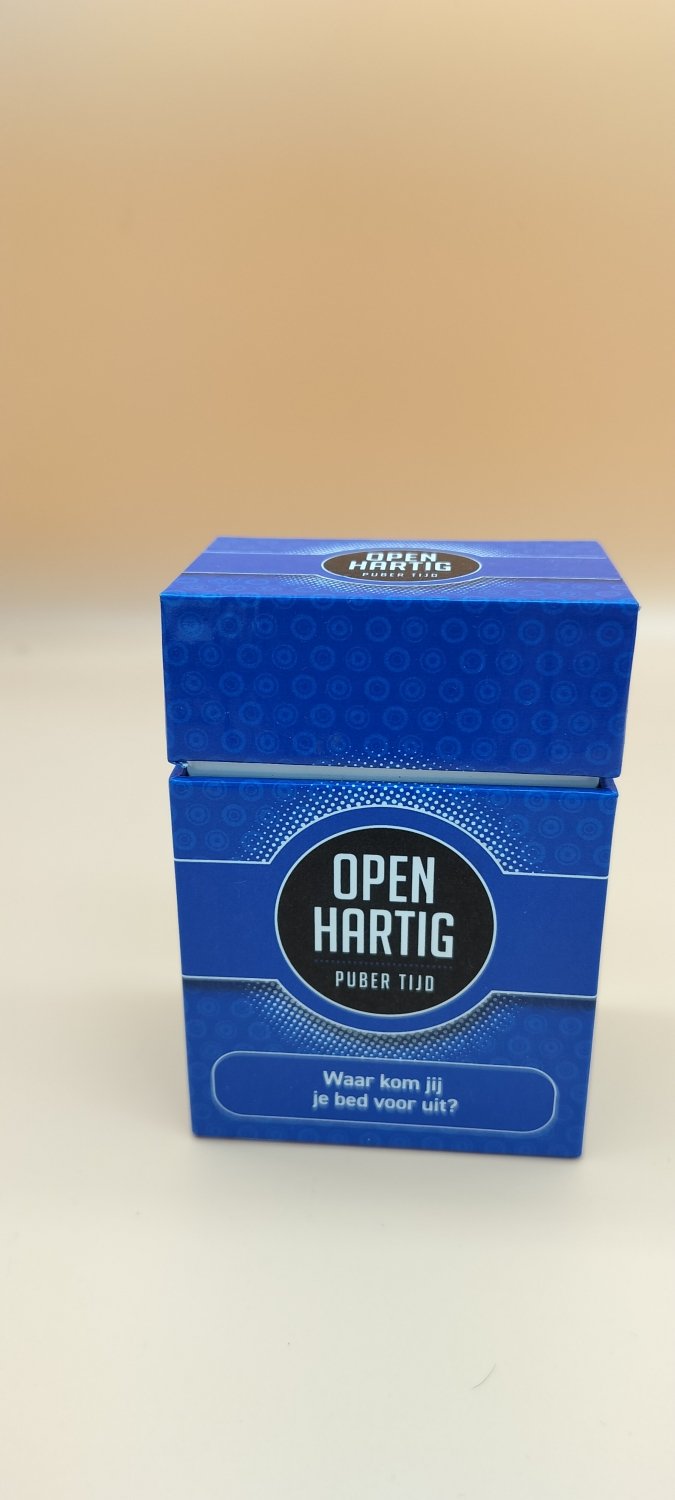 OPEN
HARTIG
PUBER TIJD
OPEN
HARTIG
PUBER TIJD
Waar kom jij
je bed voor uit?